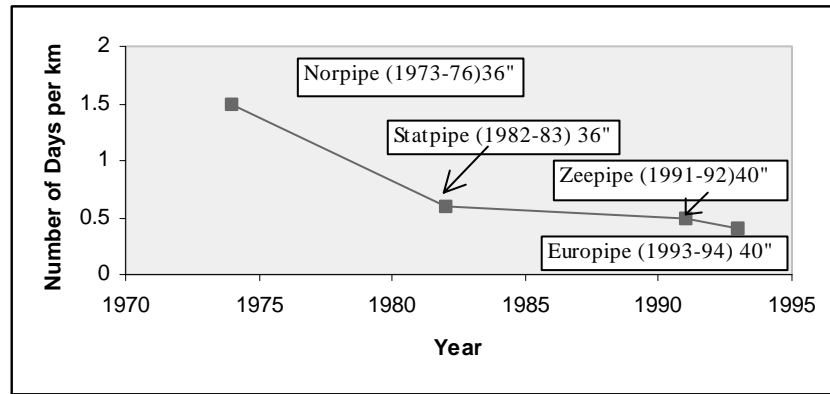 2
1.5
1
0.5
0
Number of Days per km
Norpipe (1973-76)36"
Statpipe (1982-83) 36"
Zeepipe (1991-92)40"
Europipe (1993-94) 40"
1970 1975 1980 1985 1990 1995
Year